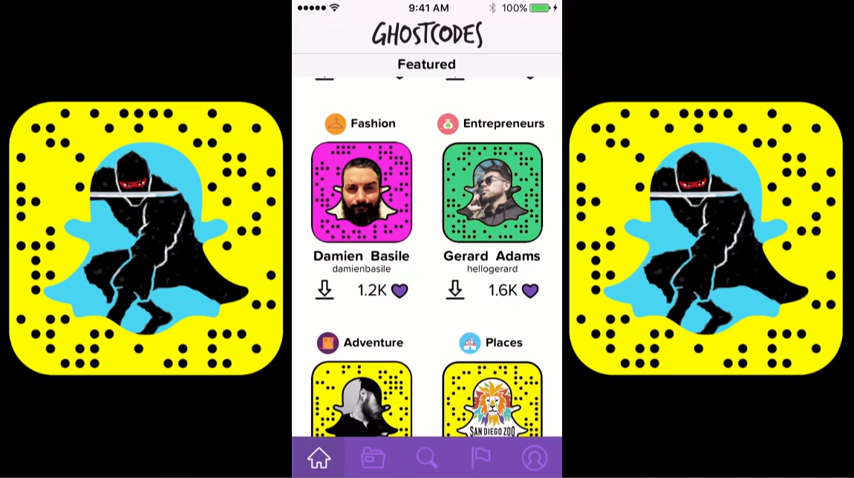 9:41 AM
100%
GHOSTCODES
Featured
Fashion
Entrepreneurs
Damien Basile
damienbasile
Gerard Adams
hellogerard
1.2K
1.6K
Adventure
Places
SAN DIEGO ZOO